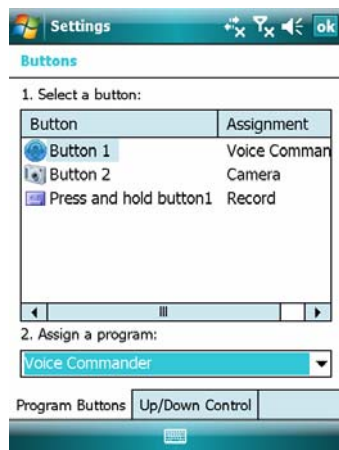 Settings
ok
Buttons
1. Select a button:
Button Assignment
Button 1 Voice Comman
Button 2 Camera
Press and hold button1 Record
2. Assign a program:
Voice Commander
Program Buttons Up/Down Control